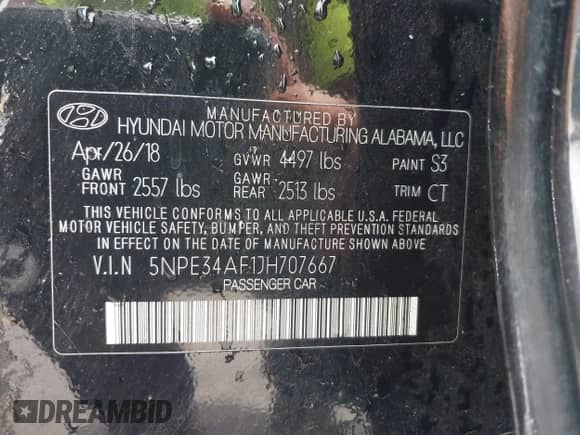 MANUFACTURED BY
HYUNDAI MOTOR MANUFACTURING ALABAMA, LLC
Apr/26/18 GVWR 4497 lbs PAINT S3
GAWR FRONT 2557 lbs GAWR REAR 2513 lbs TRIM CT
THIS VEHICLE CONFORMS TO ALL APPLICABLE U.S.A. FEDERAL
MOTOR VEHICLE SAFETY, BUMPER, AND THEFT PREVENTION STANDARDS
IN EFFECT ON THE DATE OF MANUFACTURE SHOWN ABOVE.
V.I.N 5NPE34AF1JH707667
PASSENGER CAR
DREAMBID